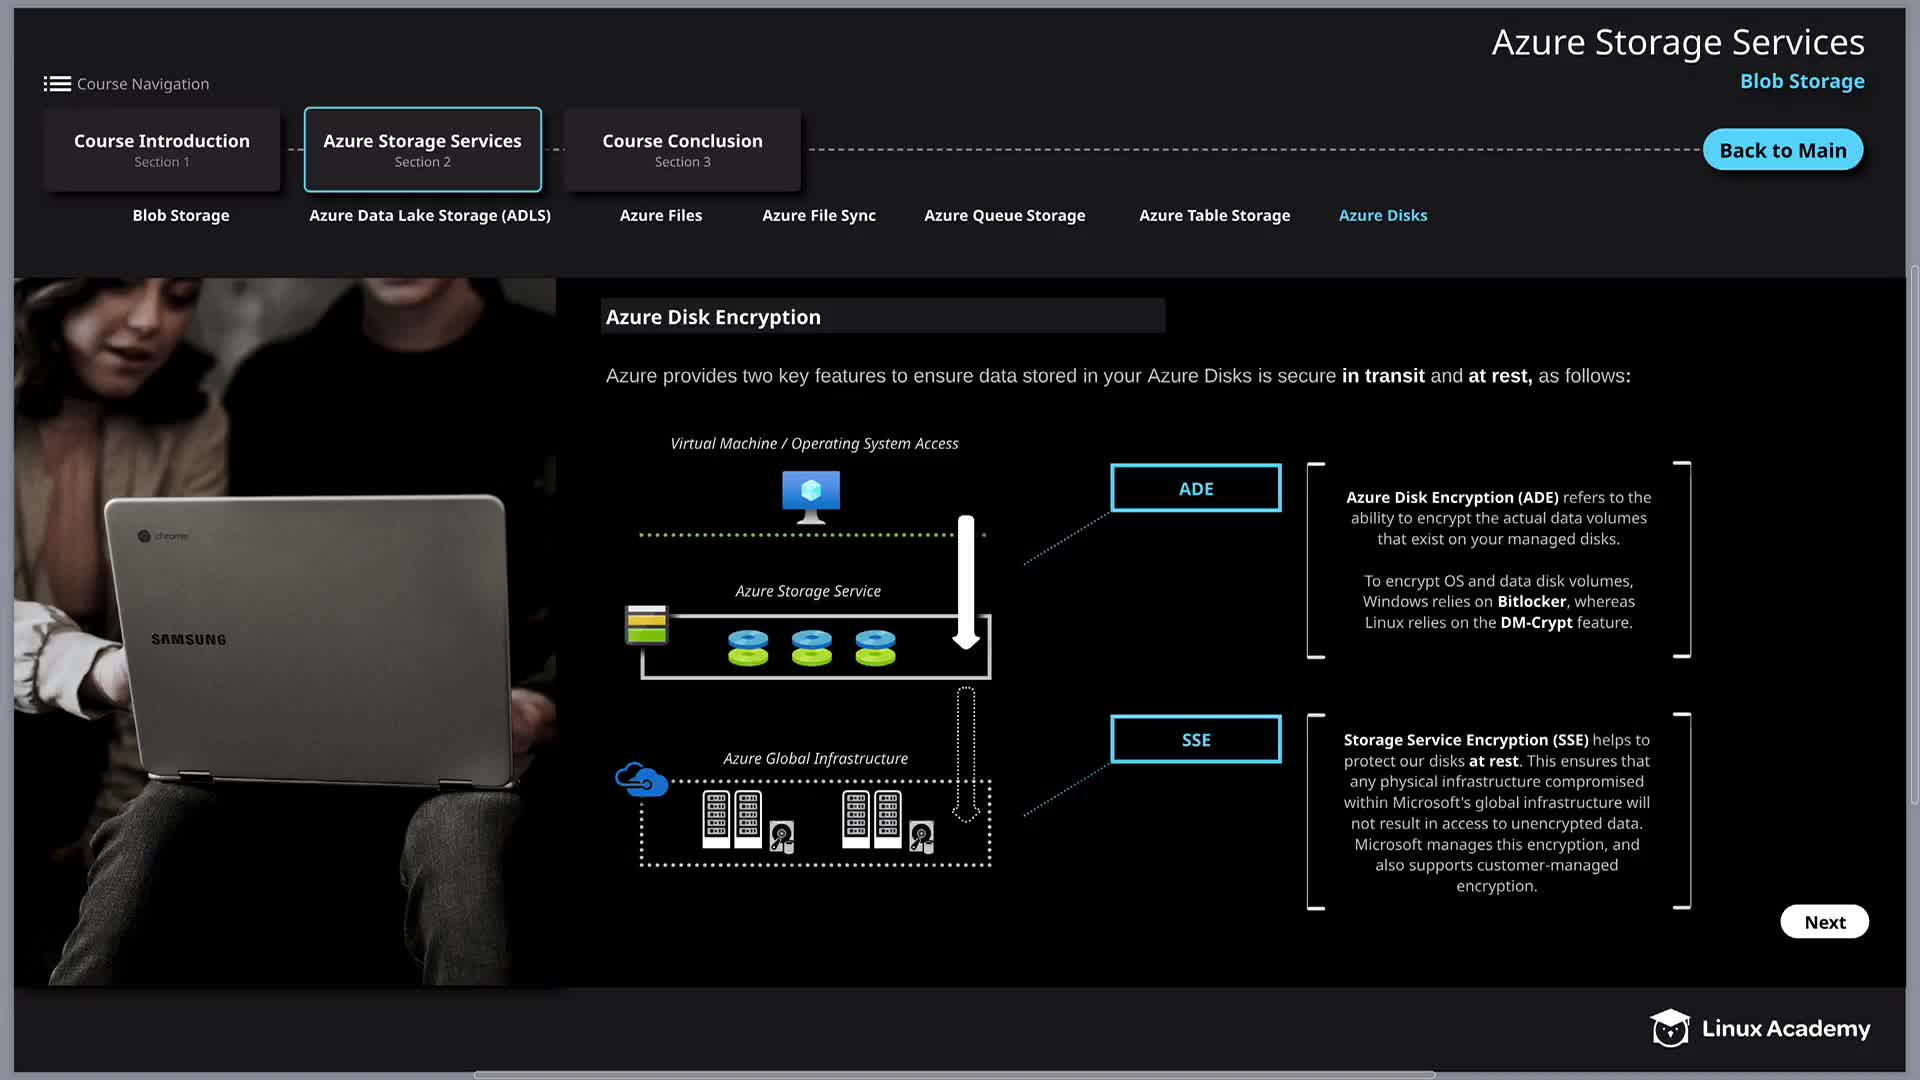 Azure Storage Services
Blob Storage
Course Navigation
Course Introduction
Section 1
Azure Storage Services
Section 2
Course Conclusion
Section 3
Back to Main
Blob Storage
Azure Data Lake Storage (ADLS)
Azure Files
Azure File Sync
Azure Queue Storage
Azure Table Storage
Azure Disks
Azure Disk Encryption
Azure provides two key features to ensure data stored in your Azure Disks is secure in transit and at rest, as follows:
Virtual Machine / Operating System Access
Azure Storage Service
Azure Global Infrastructure
ADE
Azure Disk Encryption (ADE) refers to the
ability to encrypt the actual data volumes
that exist on your managed disks.
To encrypt OS and data disk volumes,
Windows relies on Bitlocker, whereas
Linux relies on the DM-Crypt feature.
SSE
Storage Service Encryption (SSE) helps to
protect our disks at rest. This ensures that
any physical infrastructure compromised
within Microsoft's global infrastructure will
not result in access to unencrypted data.
Microsoft manages this encryption, and
also supports customer-managed
encryption.
chrome
SAMSUNG
Next
Linux Academy